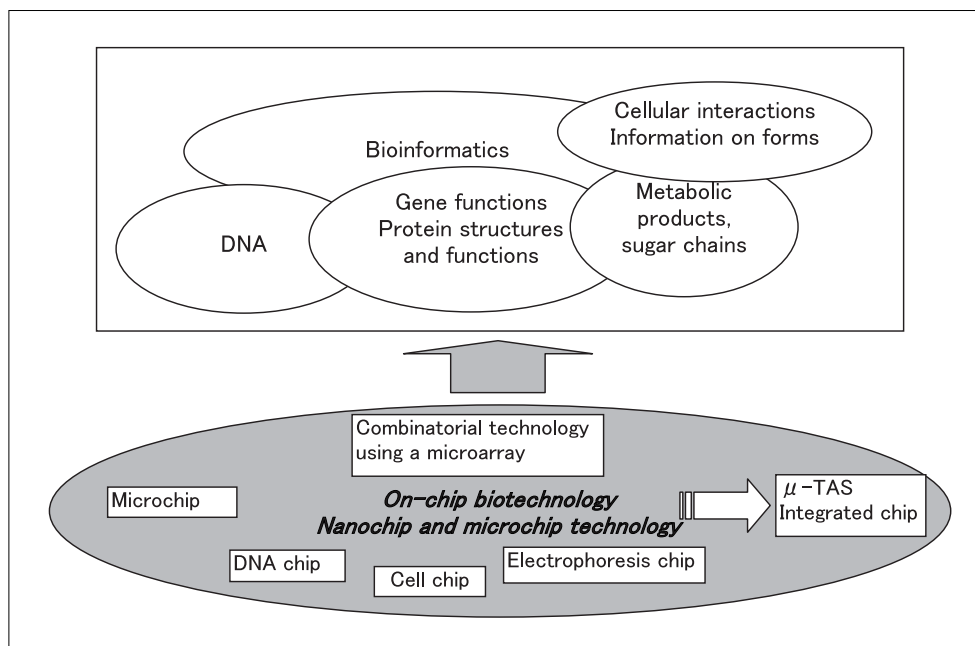 Cellular interactions
Information on forms
Bioinformatics
Metabolic
products,
sugar chains
Gene functions
Protein structures
and functions
DNA
Combinatorial technology
using a microarray
Microchip
On-chip biotechnology
Nanochip and microchip technology
μ-TAS
Integrated chip
DNA chip
Cell chip
Electrophoresis chip